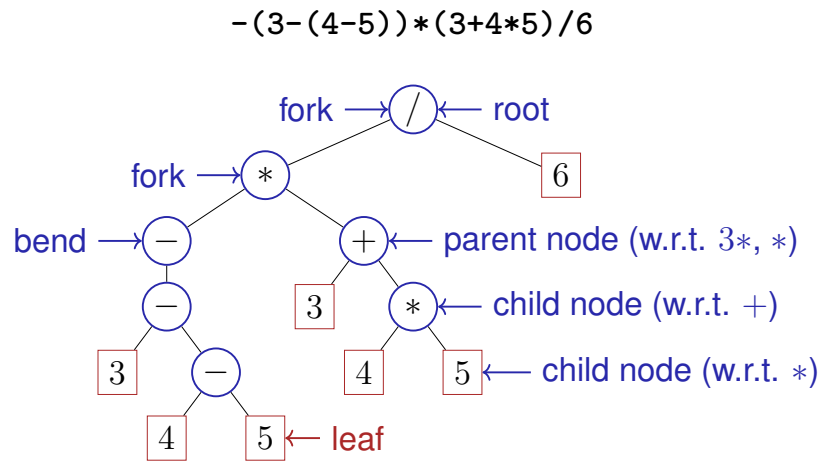 -(3-(4-5))*(3+4*5)/6
fork / root
fork * 6
bend − + parent node (w.r.t. 3*, *)
− 3 * child node (w.r.t. +)
3 − 4 5 child node (w.r.t. *)
4 5 leaf